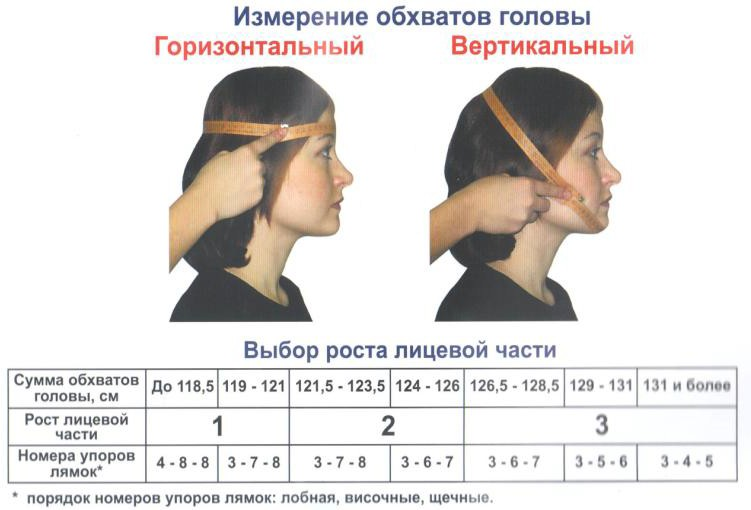 Измерение обхватов головы
Горизонтальный Вертикальный
Выбор роста лицевой части
Сумма обхватов головы, см До 118,5 119 - 121 121,5 - 123,5 124 - 126 126,5 - 128,5 129 - 131 131 и более
Рост лицевой части 1 2 3
Номера упоров лямок* 4 - 8 - 8 3 - 7 - 8 3 - 7 - 8 3 - 6 - 7 3 - 6 - 7 3 - 5 - 6 3 - 4 - 5
* порядок номеров упоров лямок: лобная, височные, щечные.